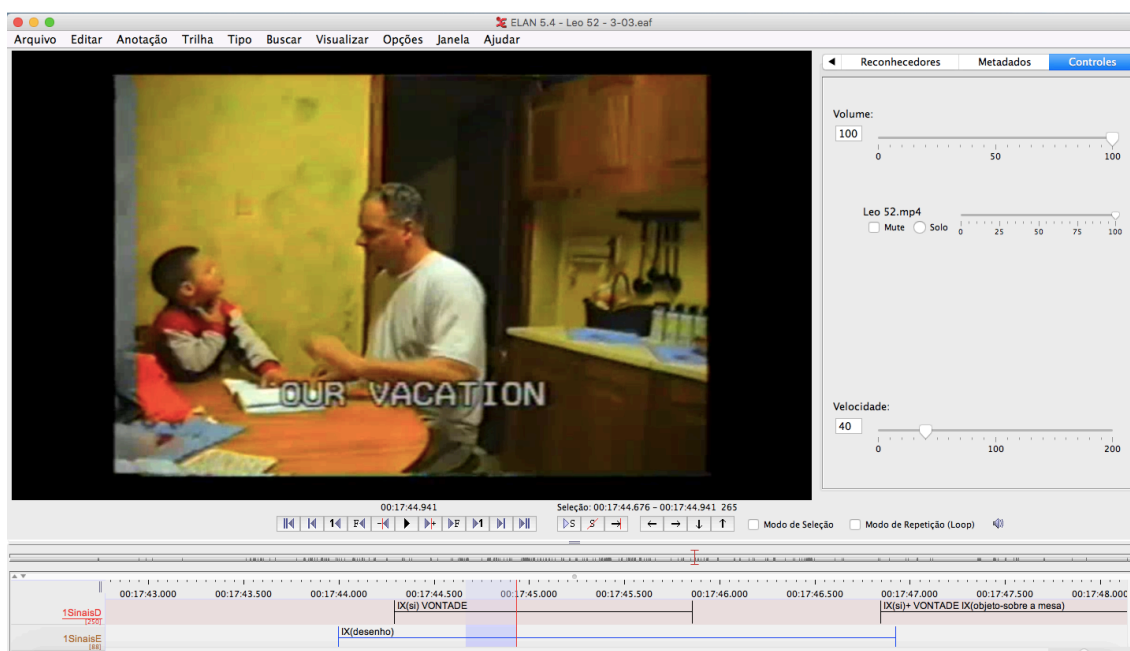 ELAN 5.4 - Leo 52 - 3-03.eaf
Arquivo Editar Anotação Trilha Tipo Buscar Visualizar Opções Janela Ajudar
Reconhecedores Metadados Controles
Volume:
100
0 50 100
Leo 52.mp4
Mute Solo 0 25 50 75 100
OUR VACATION
Velocidade:
40
0 100 200
00:17:44.941 Seleção: 00:17:44.676 - 00:17:44.941 265
1 F + F 1 S S Modo de Seleção Modo de Repetição (Loop)
00:17:43.000 00:17:43.500 00:17:44.000 00:17:44.500 00:17:45.000 00:17:45.500 00:17:46.000 00:17:46.500 00:17:47.000 00:17:47.500 00:17:48.000
IX(si) VONTADE IX(si)+ VONTADE IX(objeto-sobre a mesa)
1SinaisD
[250]
IX(desenho)
1SinaisE
[88]